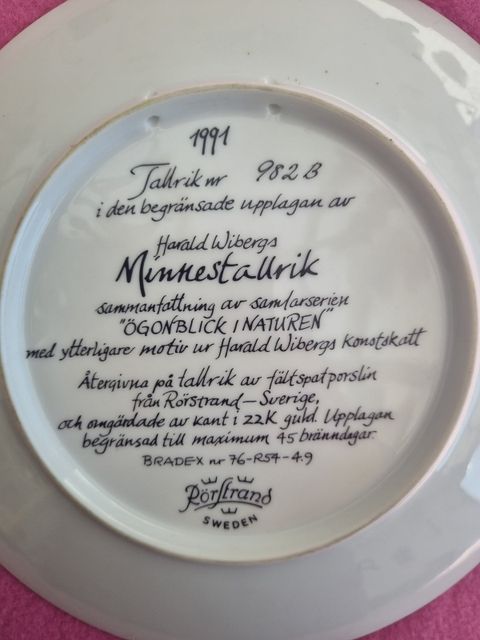 1991
Tallrik nr 982 B
i den begränsade upplagan av
Harald Wibergs
Minnestallrik
sammanfattning av samlarserien
"ÖGONBLICK I NATUREN"
med ytterligare motiv ur Harald Wibergs Konstskatt
Återgivna på tallrik av fältspatporslin
från Rörstrand – Sverige,
och omgärdade av kant i 22K guld. Upplagan
begränsad till maximum 45 bränndagar.
BRADEX nr 76-R54-4.9
Rörstrand
SWEDEN